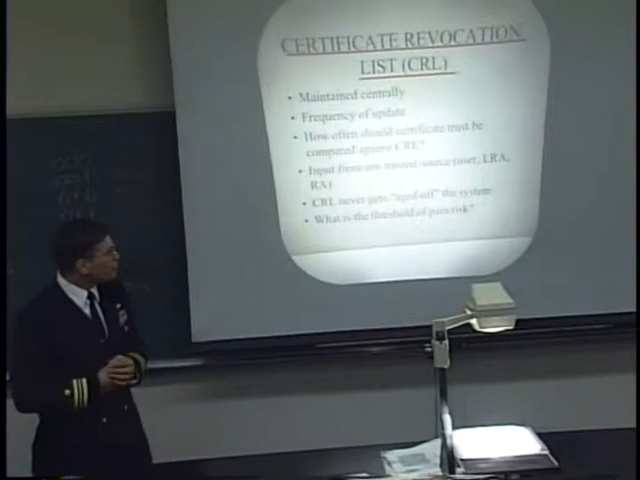 CERTIFICATE REVOCATION
LIST (CRL)
• Maintained centrally
• Frequency of update
• How often should certificate must be
compared against CRL?
• Input from any trusted source (user, LRA,
RA)
• CRL never gets "aged-off" the system
• What is the threshold of pain/risk?